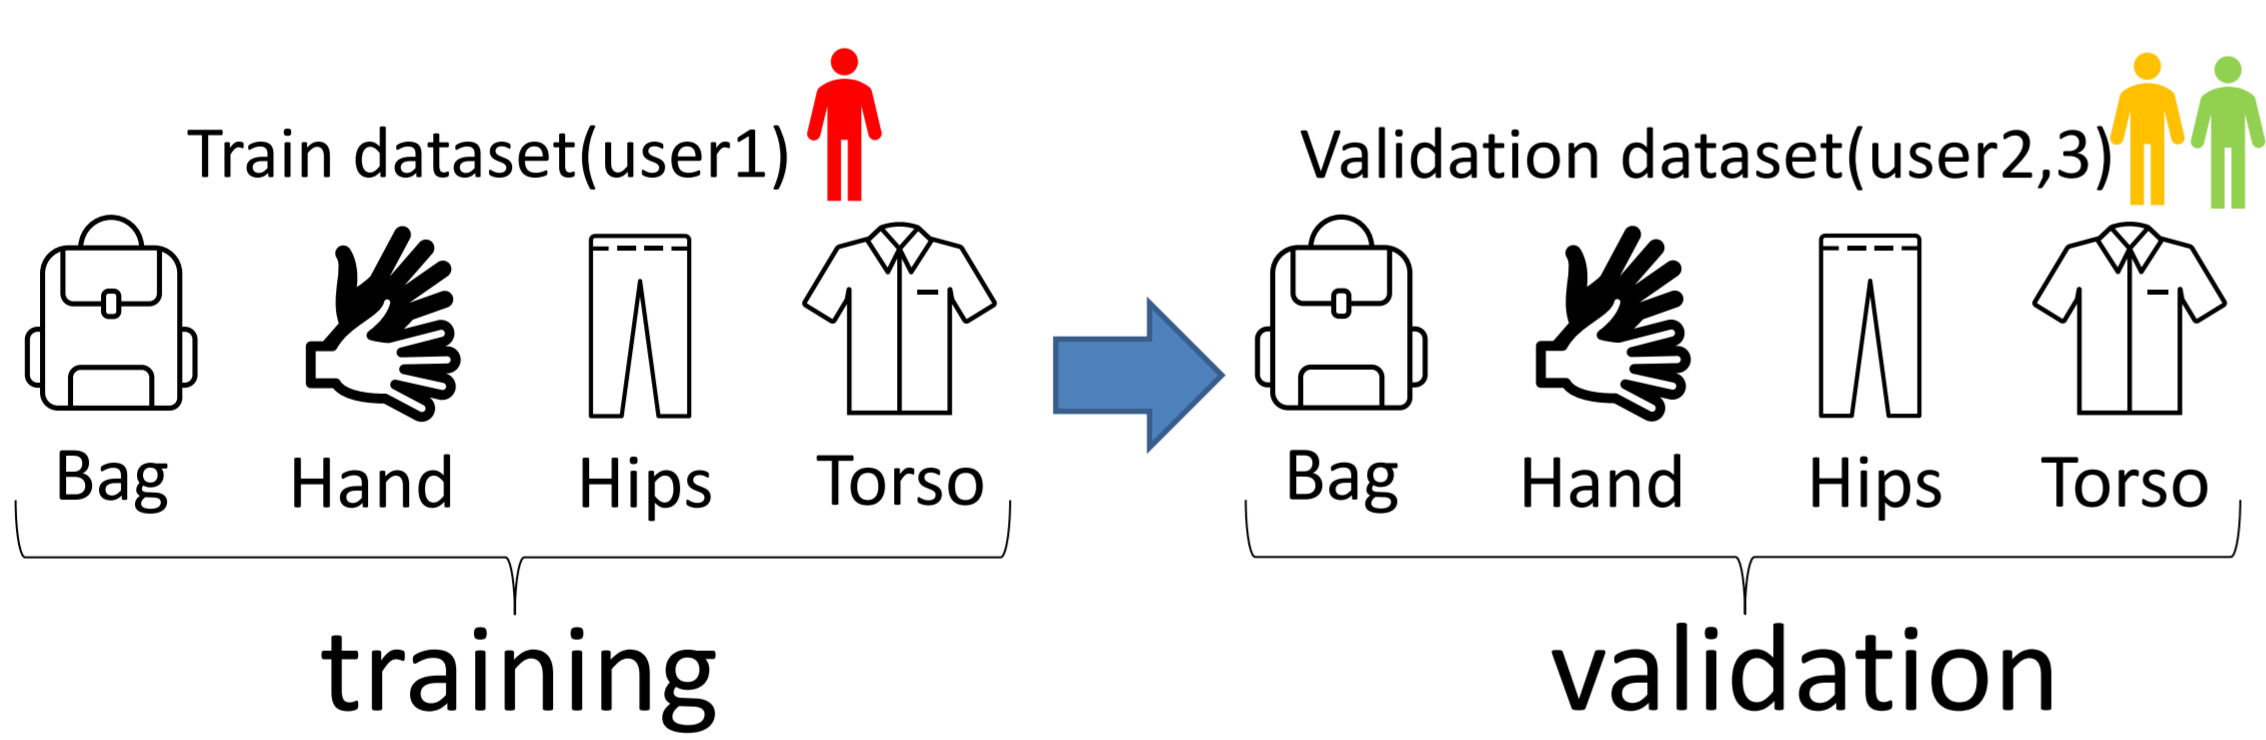 Train dataset(user1)
Bag Hand Hips Torso
training
Validation dataset(user2,3)
Bag Hand Hips Torso
validation